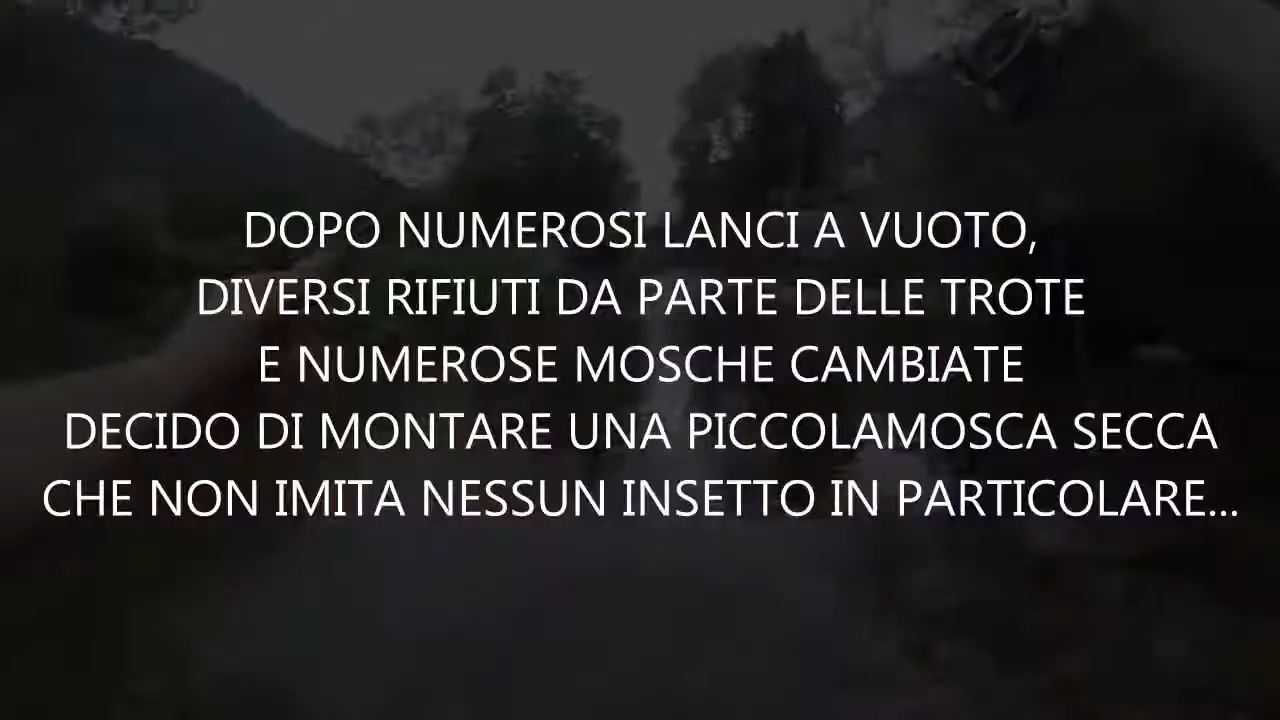 DOPO NUMEROSI LANCI A VUOTO,
DIVERSI RIFIUTI DA PARTE DELLE TROTE
E NUMEROSE MOSCHE CAMBIATE
DECIDO DI MONTARE UNA PICCOLAMOSCA SECCA
CHE NON IMITA NESSUN INSETTO IN PARTICOLARE...